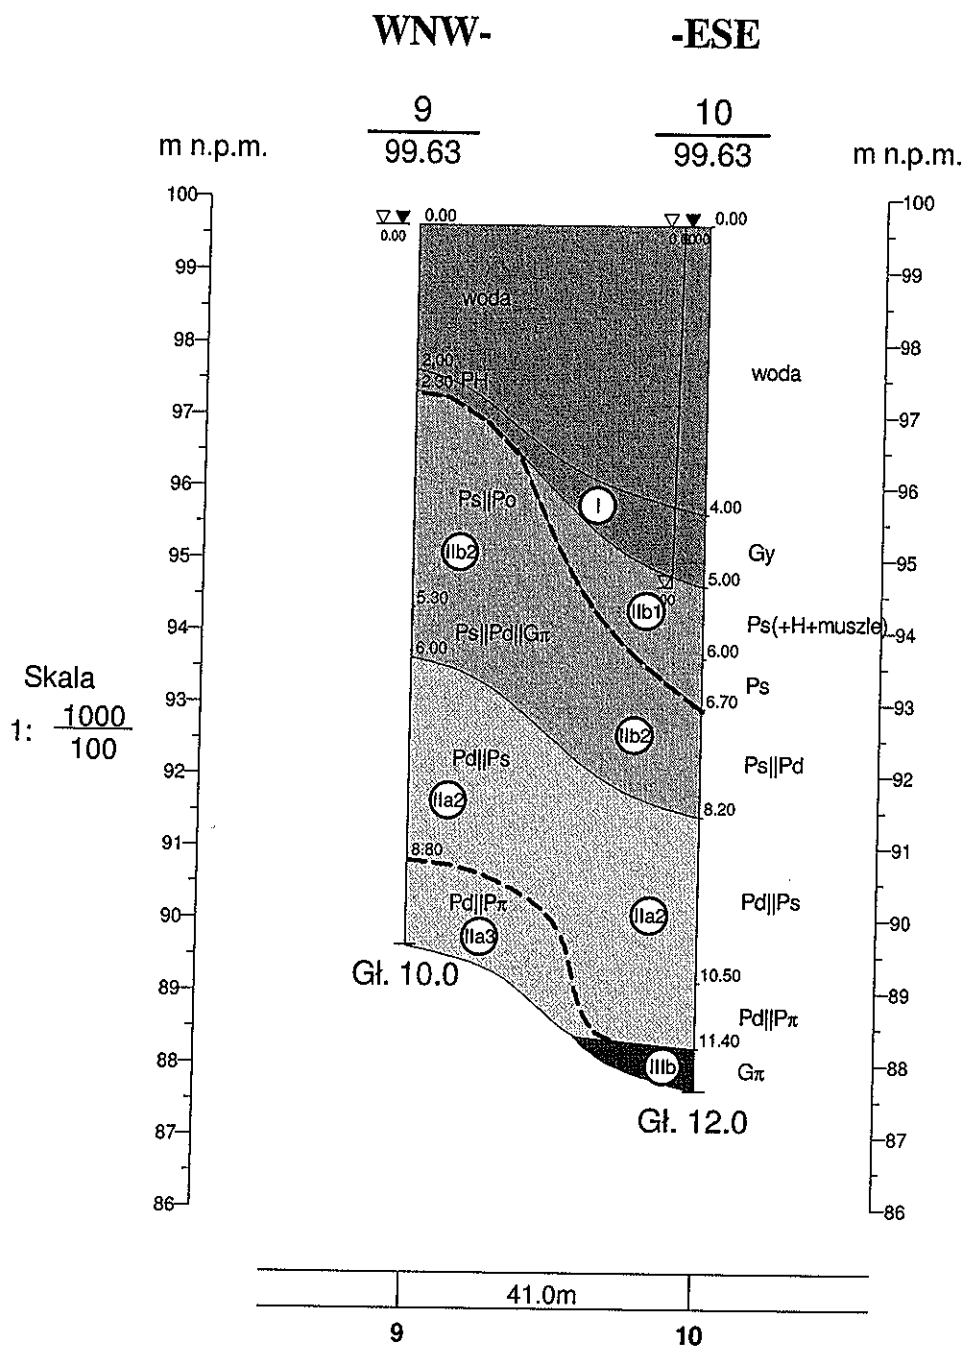 WNW- -ESE
9 10
m n.p.m. 99.63 99.63 m n.p.m.
100 100
0.00 0.00
0.00
99 99
woda
98 98
woda
2.00
2.30 PH
97 97
96 96
Ps||Po I 4.00
95 IIb2 Gy 95
5.00
5.30 IIb1
94 Ps||Pd||Gπ Ps(+H+muszle) 94
6.00 6.00
Skala
93 Ps 93
6.70
1: 1000
100
IIb2
92 Pd||Ps Ps||Pd 92
IIa2 8.20
91 91
8.80
Pd||Pπ Pd||Ps
90 IIa2 90
IIa3
Gł. 10.0 10.50
89 89
Pd||Pπ
11.40
88 IIIb Gπ 88
Gł. 12.0
87 87
86 86
41.0m
9 10